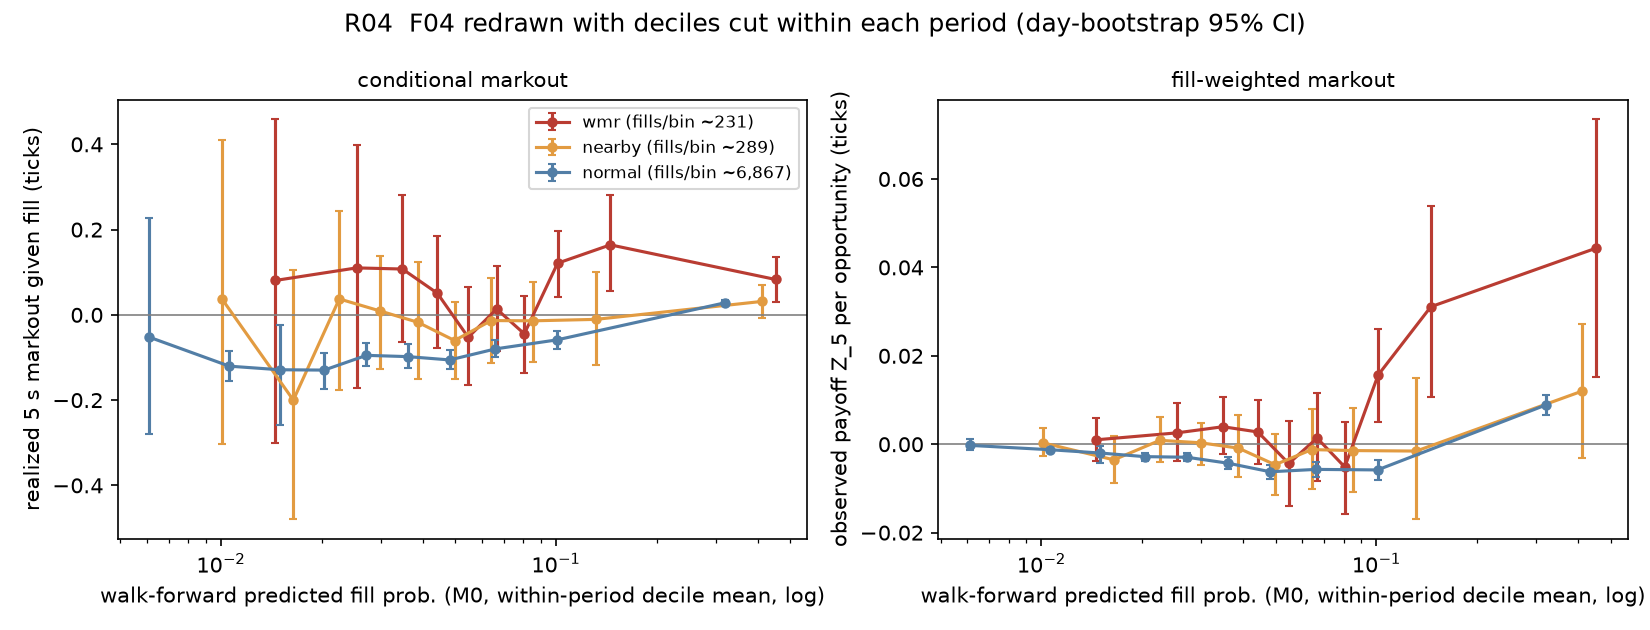 R04  F04 redrawn with deciles cut within each period (day-bootstrap 95% CI)
conditional markout
realized 5 s markout given fill (ticks)
0.4
0.2
0.0
−0.2
−0.4
wmr (fills/bin ~231)
nearby (fills/bin ~289)
normal (fills/bin ~6,867)
10⁻²
10⁻¹
walk-forward predicted fill prob. (M0, within-period decile mean, log)
fill-weighted markout
observed payoff Z_5 per opportunity (ticks)
0.06
0.04
0.02
0.00
−0.02
10⁻²
10⁻¹
walk-forward predicted fill prob. (M0, within-period decile mean, log)